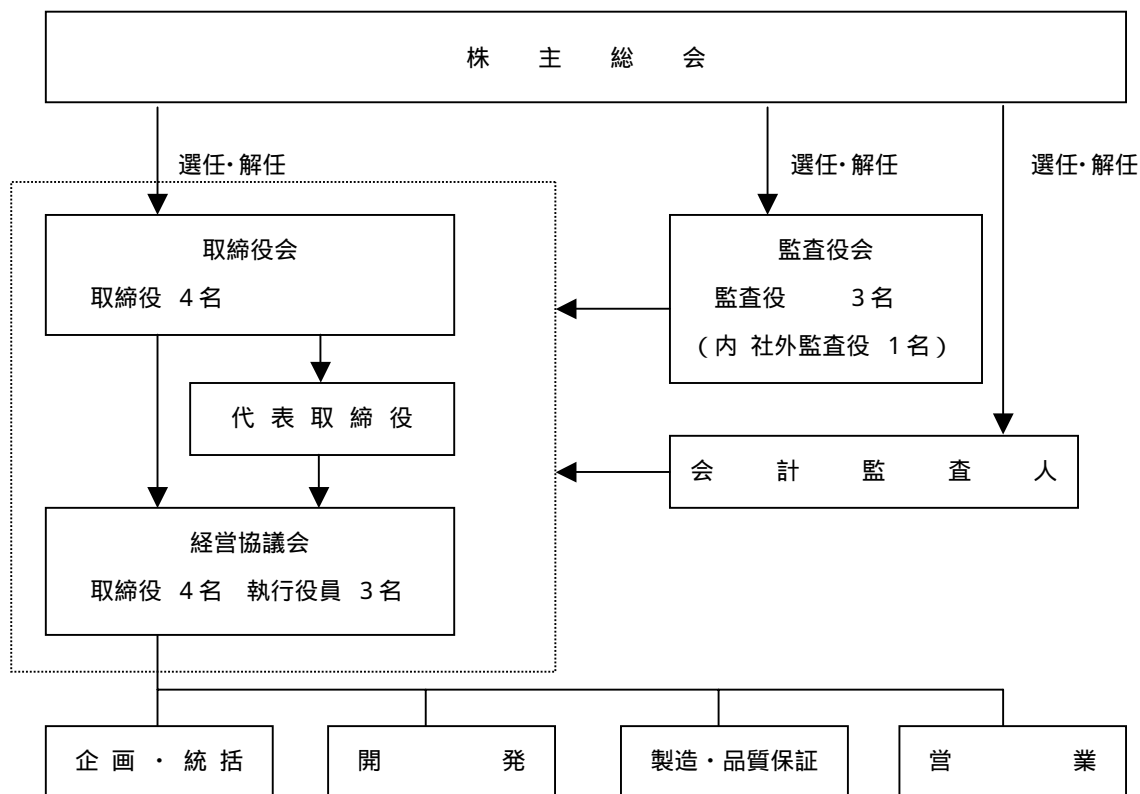 株主総会
選任・解任
選任・解任
選任・解任
取締役会
取締役 4名
監査役会
監査役 3名
(内 社外監査役 1名)
代表取締役
会計監査人
経営協議会
取締役 4名 執行役員 3名
企画・統括
開発
製造・品質保証
営業